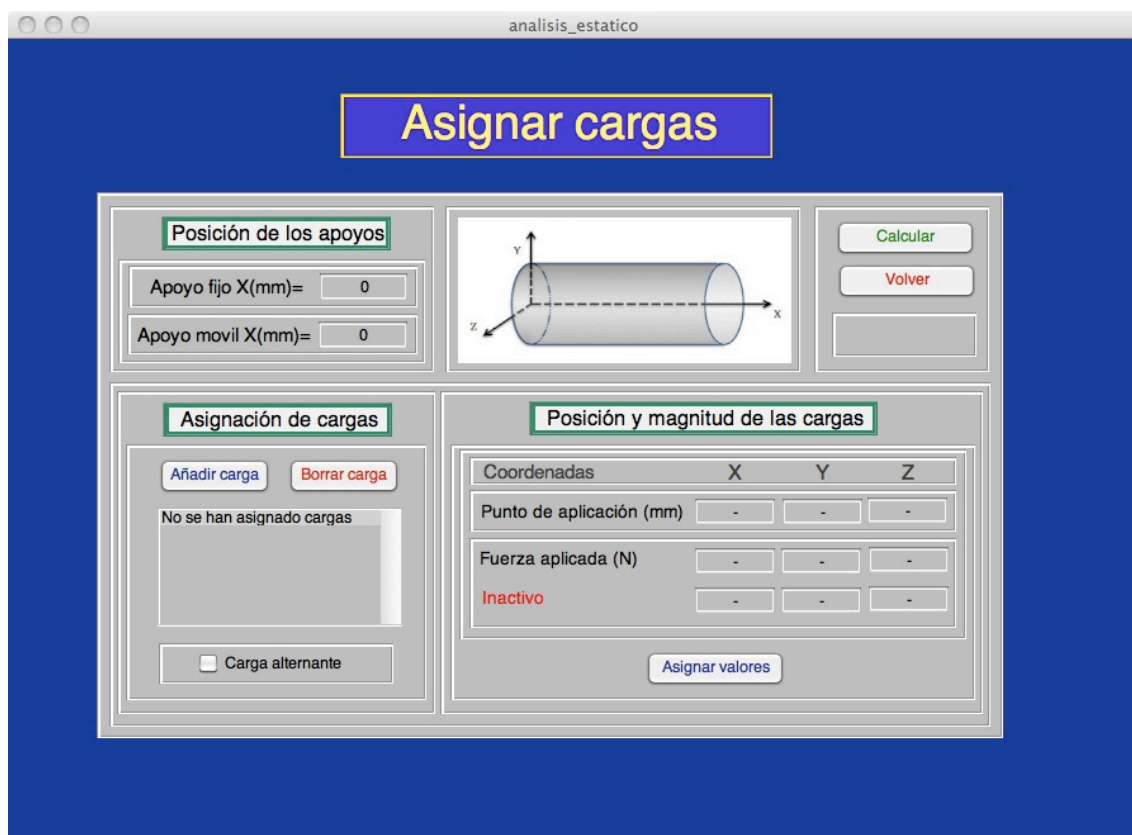 analisis_estatico
Asignar cargas
Posición de los apoyos
Apoyo fijo X(mm)= 0
Apoyo movil X(mm)= 0
Y
X
Z
Calcular
Volver
Asignación de cargas
Añadir carga Borrar carga
No se han asignado cargas
Carga alternante
Posición y magnitud de las cargas
Coordenadas X Y Z
Punto de aplicación (mm) - - -
Fuerza aplicada (N) - - -
Inactivo - - -
Asignar valores